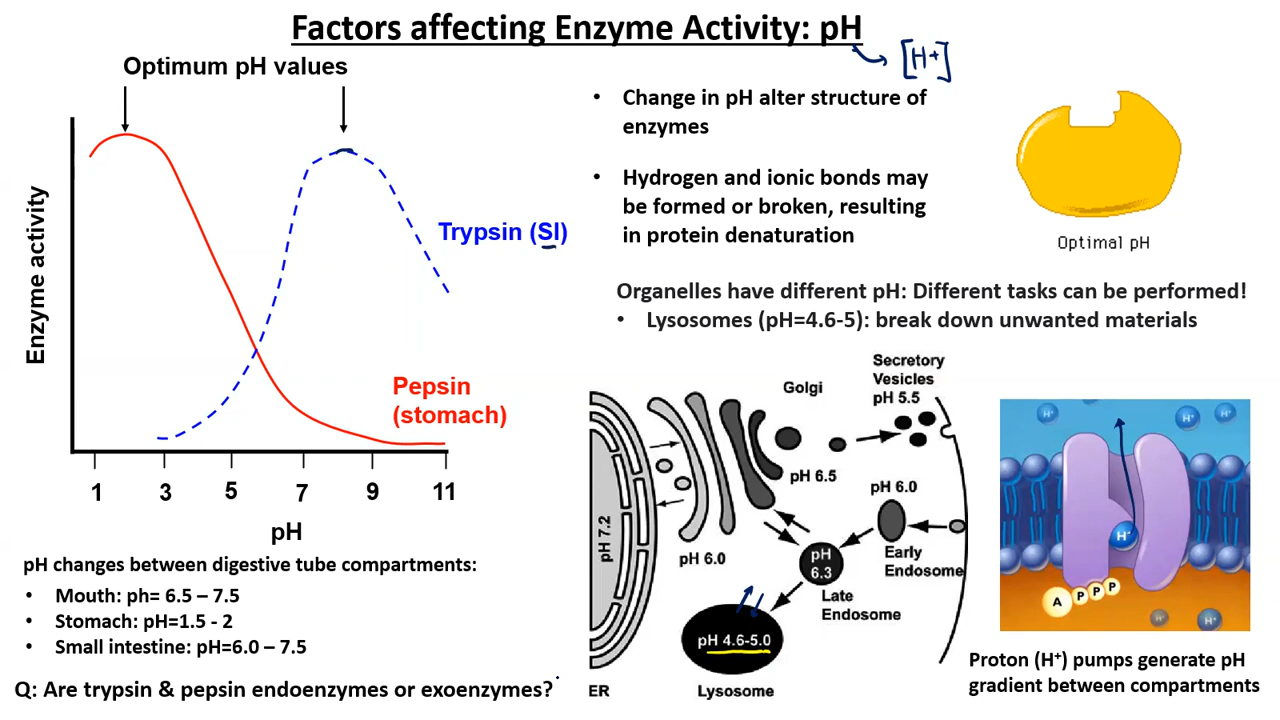 Factors affecting Enzyme Activity: pH
[H+]
Optimum pH values
Enzyme activity
Trypsin (SI)
Pepsin
(stomach)
1 3 5 7 9 11
pH
pH changes between digestive tube compartments:
• Mouth: ph= 6.5 – 7.5
• Stomach: pH=1.5 - 2
• Small intestine: pH=6.0 – 7.5
Q: Are trypsin & pepsin endoenzymes or exoenzymes?
• Change in pH alter structure of
enzymes
• Hydrogen and ionic bonds may
be formed or broken, resulting
in protein denaturation
Optimal pH
Organelles have different pH: Different tasks can be performed!
• Lysosomes (pH=4.6-5): break down unwanted materials
Golgi
Secretory
Vesicles
pH 5.5
pH 6.5
pH 6.0
pH 7.2
pH 6.0
Early
Endosome
pH
6.3
Late
Endosome
pH 4.6-5.0
ER
Lysosome
H+
H+
H+
H+
H+
H+
A P P P
Proton (H+) pumps generate pH
gradient between compartments